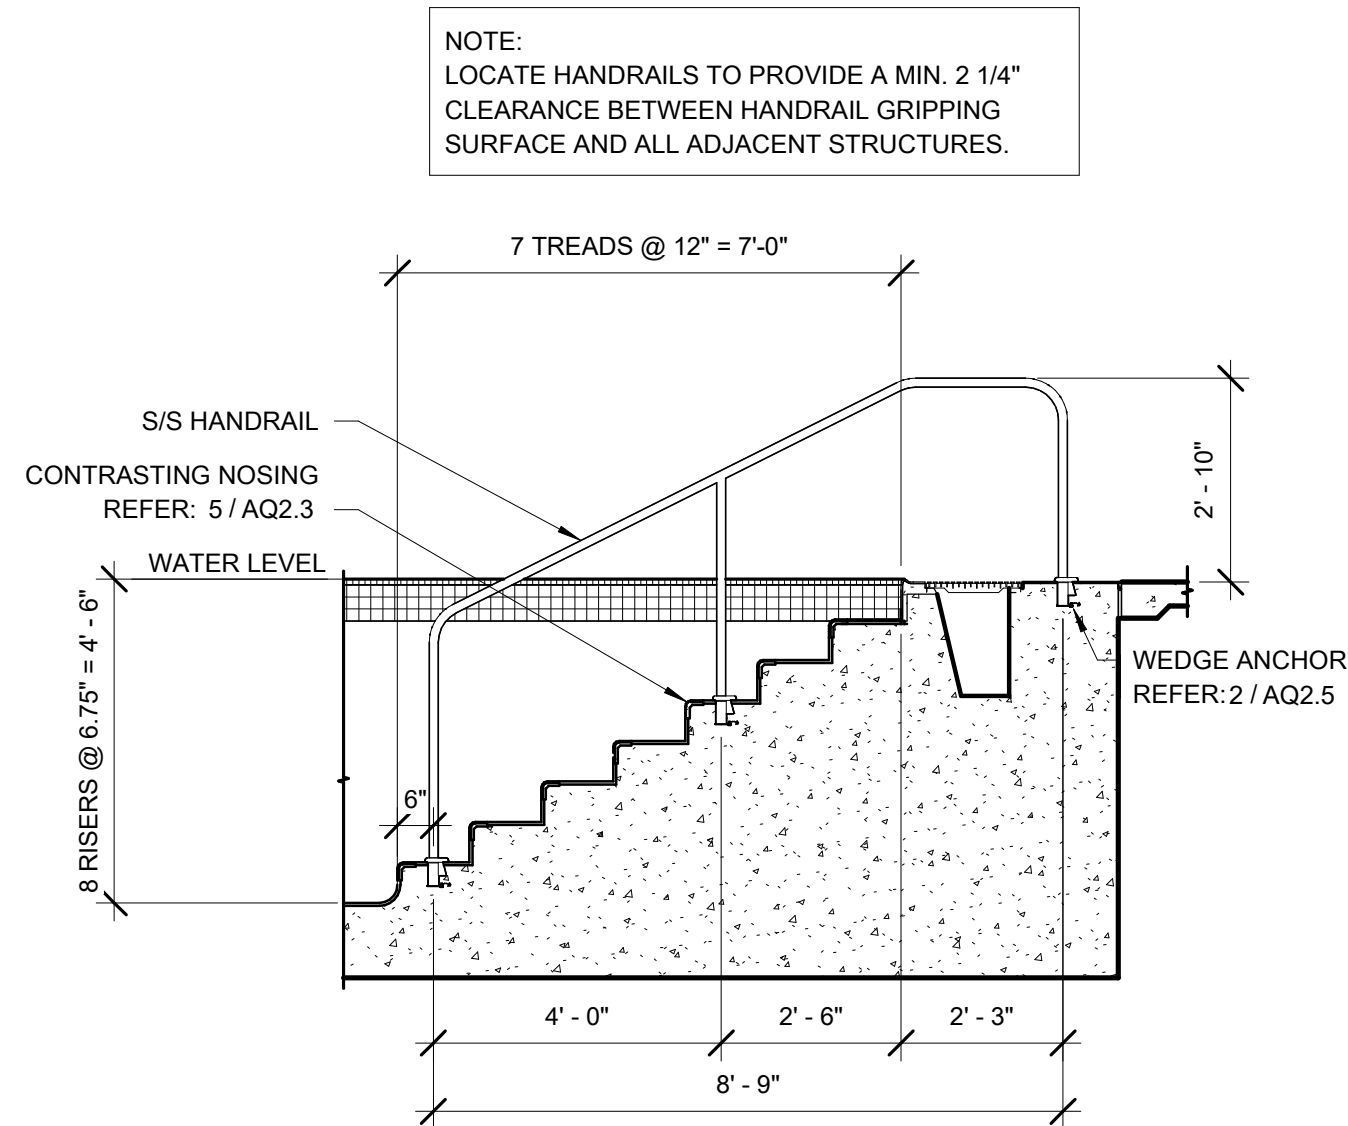 NOTE:
LOCATE HANDRAILS TO PROVIDE A MIN. 2 1/4"
CLEARANCE BETWEEN HANDRAIL GRIPPING
SURFACE AND ALL ADJACENT STRUCTURES.
7 TREADS @ 12" = 7'-0"
S/S HANDRAIL
CONTRASTING NOSING
REFER: 5 / AQ2.3
WATER LEVEL
8 RISERS @ 6.75" = 4' - 6"
6"
2' - 10"
WEDGE ANCHOR
REFER: 2 / AQ2.5
4' - 0"
2' - 6"
2' - 3"
8' - 9"